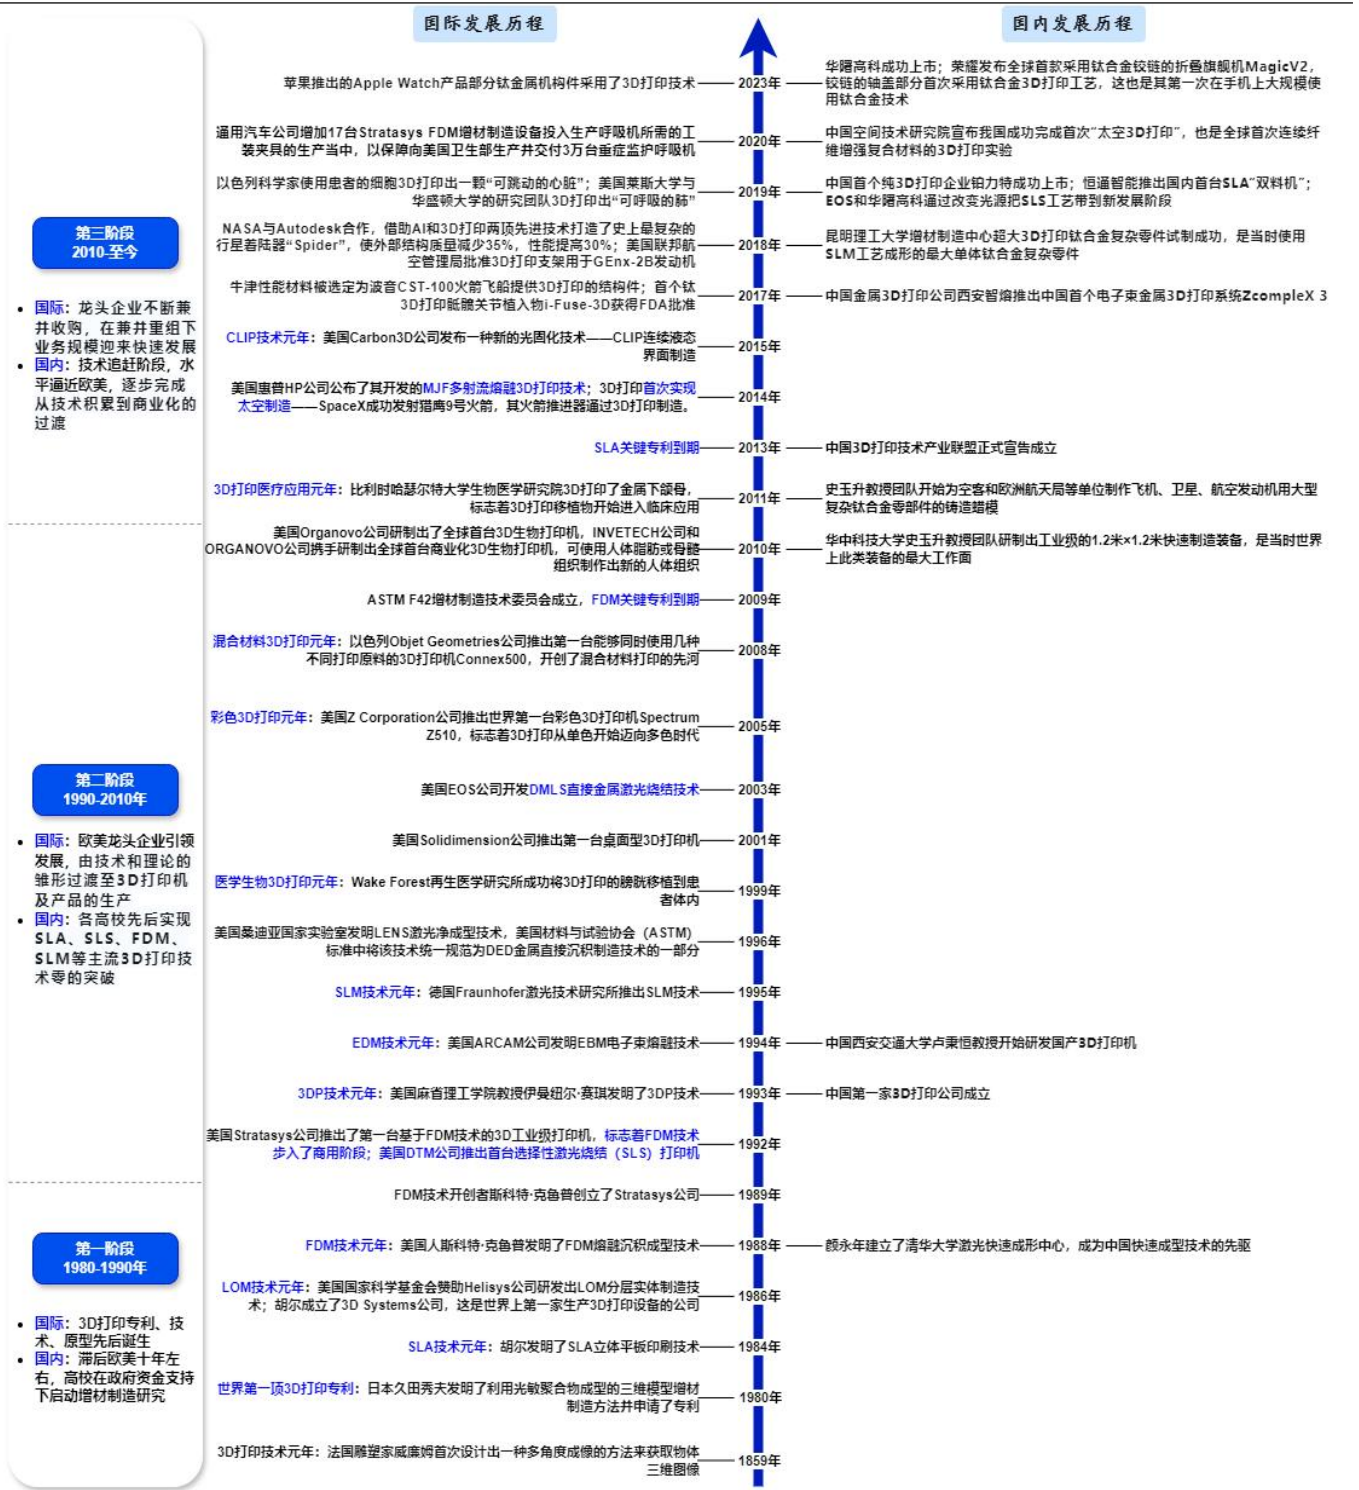 国际发展历程
国内发展历程
苹果推出的Apple Watch产品部分钛金属机构件采用了3D打印技术
2023年
华曙高科成功上市；荣耀发布全球首款采用钛合金铰链的折叠旗舰机MagicV2，
铰链的轴盖部分首次采用钛合金3D打印工艺，这也是其第一次在手机上大规模使
用钛合金技术
通用汽车公司增加17台Stratasys FDM增材制造设备投入生产呼吸机所需的工
装夹具的生产当中，以保障向美国卫生部生产并交付3万台重症监护呼吸机
2020年
中国空间技术研究院宣布我国成功完成首次“太空3D打印”，也是全球首次连续纤
维增强复合材料的3D打印实验
以色列科学家使用患者的细胞3D打印出一颗“可跳动的心脏”；美国莱斯大学与
华盛顿大学的研究团队3D打印出“可呼吸的肺”
2019年
中国首个纯3D打印企业铂力特成功上市；恒通智能推出国内首台SLA“双料机”；
EOS和华曙高科通过改变光源把SLS工艺带到新发展阶段
第三阶段
2010-至今
NASA与Autodesk合作，借助AI和3D打印两项先进技术打造了史上最复杂的
行星着陆器“Spider”，使外部结构质量减少35%，性能提高30%；美国联邦航
空管理局批准3D打印支架用于GEnx-2B发动机
2018年
昆明理工大学增材制造中心超大3D打印钛合金复杂零件试制成功，是当时使用
SLM工艺成形的最大单体钛合金复杂零件
牛津性能材料被选定为波音CST-100火箭飞船提供3D打印的结构件；首个钛
3D打印骶髋关节植入物i-Fuse-3D获得FDA批准
2017年
中国金属3D打印公司西安智熔推出中国首个电子束金属3D打印系统ZcompleX 3
• 国际：龙头企业不断兼
并收购，在兼并重组下
业务规模迎来快速发展
• 国内：技术追赶阶段，水
平逼近欧美，逐步完成
从技术积累到商业化的
过渡
CLIP技术元年：美国Carbon3D公司发布一种新的光固化技术——CLIP连续液态
界面制造
2015年
美国惠普HP公司公布了其开发的MJF多射流熔融3D打印技术；3D打印首次实现
太空制造——SpaceX成功发射猎鹰9号火箭，其火箭推进器通过3D打印制造。
2014年
SLA关键专利到期
2013年
中国3D打印技术产业联盟正式宣告成立
3D打印医疗应用元年：比利时哈瑟尔特大学生物医学研究院3D打印了金属下颌骨，
标志着3D打印移植物开始进入临床应用
2011年
史玉升教授团队开始为空客和欧洲航天局等单位制作飞机、卫星、航空发动机用大型
复杂钛合金零部件的铸造蜡模
美国Organovo公司研制出了全球首台3D生物打印机，INVETECH公司和
ORGANOVO公司携手研制出全球首台商业化3D生物打印机，可使用人体脂肪或骨髓
组织制作出新的人体组织
2010年
华中科技大学史玉升教授团队研制出工业级的1.2米×1.2米快速制造装备，是当时世界
上此类装备的最大工作面
ASTM F42增材制造技术委员会成立，FDM关键专利到期
2009年
混合材料3D打印元年：以色列Objet Geometries公司推出第一台能够同时使用几种
不同打印原料的3D打印机Connex500，开创了混合材料打印的先河
2008年
彩色3D打印元年：美国Z Corporation公司推出世界第一台彩色3D打印机Spectrum
Z510，标志着3D打印从单色开始迈向多色时代
2005年
第二阶段
1990-2010年
美国EOS公司开发DMLS直接金属激光烧结技术
2003年
• 国际：欧美龙头企业引领
发展，由技术和理论的
雏形过渡至3D打印机
及产品的生产
• 国内：各高校先后实现
SLA、SLS、FDM、
SLM等主流3D打印技
术零的突破
美国Solidimension公司推出第一台桌面型3D打印机
2001年
医学生物3D打印元年：Wake Forest再生医学研究所成功将3D打印的膀胱移植到患
者体内
1999年
美国桑迪亚国家实验室发明LENS激光净成型技术，美国材料与试验协会（ASTM）
标准中将该技术统一规范为DED金属直接沉积制造技术的一部分
1996年
SLM技术元年：德国Fraunhofer激光技术研究所推出SLM技术
1995年
EDM技术元年：美国ARCAM公司发明EBM电子束熔融技术
1994年
中国西安交通大学卢秉恒教授开始研发国产3D打印机
3DP技术元年：美国麻省理工学院教授伊曼纽尔·赛琪发明了3DP技术
1993年
中国第一家3D打印公司成立
美国Stratasys公司推出了第一台基于FDM技术的3D工业级打印机，标志着FDM技术
步入了商用阶段；美国DTM公司推出首台选择性激光烧结（SLS）打印机
1992年
FDM技术开创者斯科特·克鲁普创立了Stratasys公司
1989年
第一阶段
1980-1990年
FDM技术元年：美国人斯科特·克鲁普发明了FDM熔融沉积成型技术
1988年
颜永年建立了清华大学激光快速成形中心，成为中国快速成型技术的先驱
LOM技术元年：美国国家科学基金会赞助Helisys公司研发出LOM分层实体制造技
术；胡尔成立了3D Systems公司，这是世界上第一家生产3D打印设备的公司
1986年
• 国际：3D打印专利、技
术、原型先后诞生
• 国内：滞后欧美十年左
右，高校在政府资金支持
下启动增材制造研究
SLA技术元年：胡尔发明了SLA立体平板印刷技术
1984年
世界第一项3D打印专利：日本久田秀夫发明了利用光敏聚合物成型的三维模型增材
制造方法并申请了专利
1980年
3D打印技术元年：法国雕塑家威廉姆首次设计出一种多角度成像的方法来获取物体
三维图像
1859年